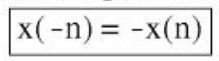 x(-n) = -x(n)